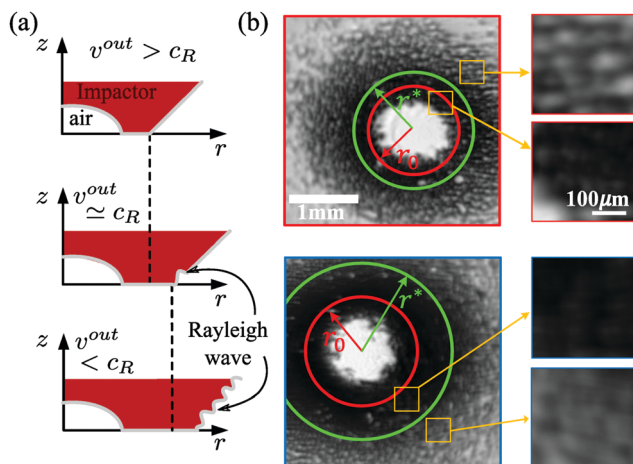 (a)
z
v^{out} > c_R
Impactor
air
r
z
v^{out}
≃ c_R
r
Rayleigh
wave
z
v^{out}
< c_R
r
(b)
r*
r_0
1mm
100μm
r*
r_0